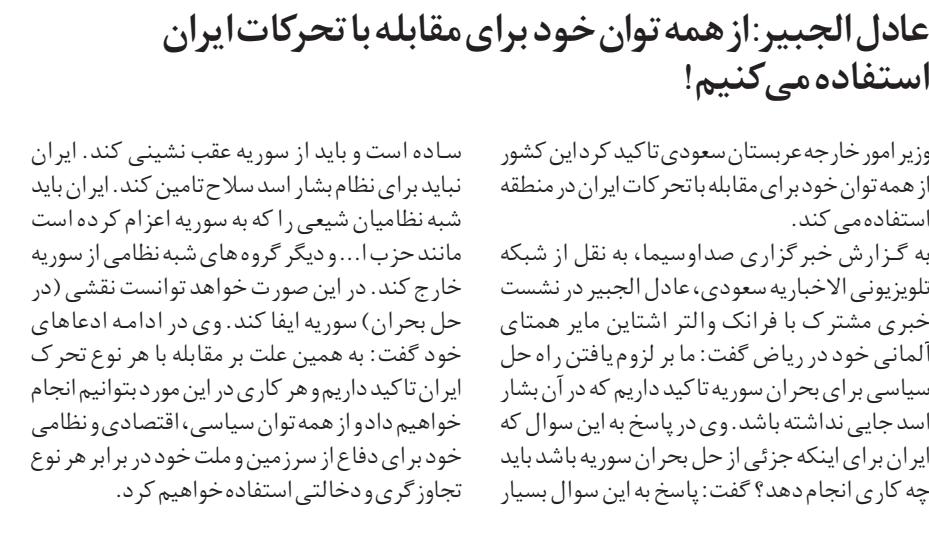 عادل الجبیر:از همه توان خود برای مقابله با تحرکات ایران
استفاده می‌کنیم!
وزیر امور خارجه عربستان سعودی تاکید کرد این کشور
از همه توان خود برای مقابله با تحرکات ایران در منطقه
استفاده می کند.
به گزارش خبرگزاری صداوسیما، به نقل از شبکه
تلویزیونی الاخباریه سعودی، عادل الجبیر در نشست
خبری مشترک با فرانک والتر اشتاین مایر همتای
آلمانی خود در ریاض گفت: ما بر لزوم یافتن راه حل
سیاسی برای بحران سوریه تاکید داریم که در آن بشار
اسد جایی نداشته باشد. وی در پاسخ به این سوال که
ایران برای اینکه جزئی از حل بحران سوریه باشد باید
چه کاری انجام دهد؟ گفت: پاسخ به این سوال بسیار
ساده است و باید از سوریه عقب نشینی کند. ایران
نباید برای نظام بشار اسد سلاح تامین کند. ایران باید
شبه نظامیان شیعی را که به سوریه اعزام کرده است
مانند حزب ا... و دیگر گروه های شبه نظامی از سوریه
خارج کند. در این صورت خواهد توانست نقشی (در
حل بحران) سوریه ایفا کند. وی در ادامه ادعاهای
خود گفت: به همین علت بر مقابله با هر نوع تحرک
ایران تاکید داریم و هر کاری در این مورد بتوانیم انجام
خواهیم داد و از همه توان سیاسی، اقتصادی و نظامی
خود برای دفاع از سرزمین و ملت خود در برابر هر نوع
تجاوزگری و دخالتی استفاده خواهیم کرد.